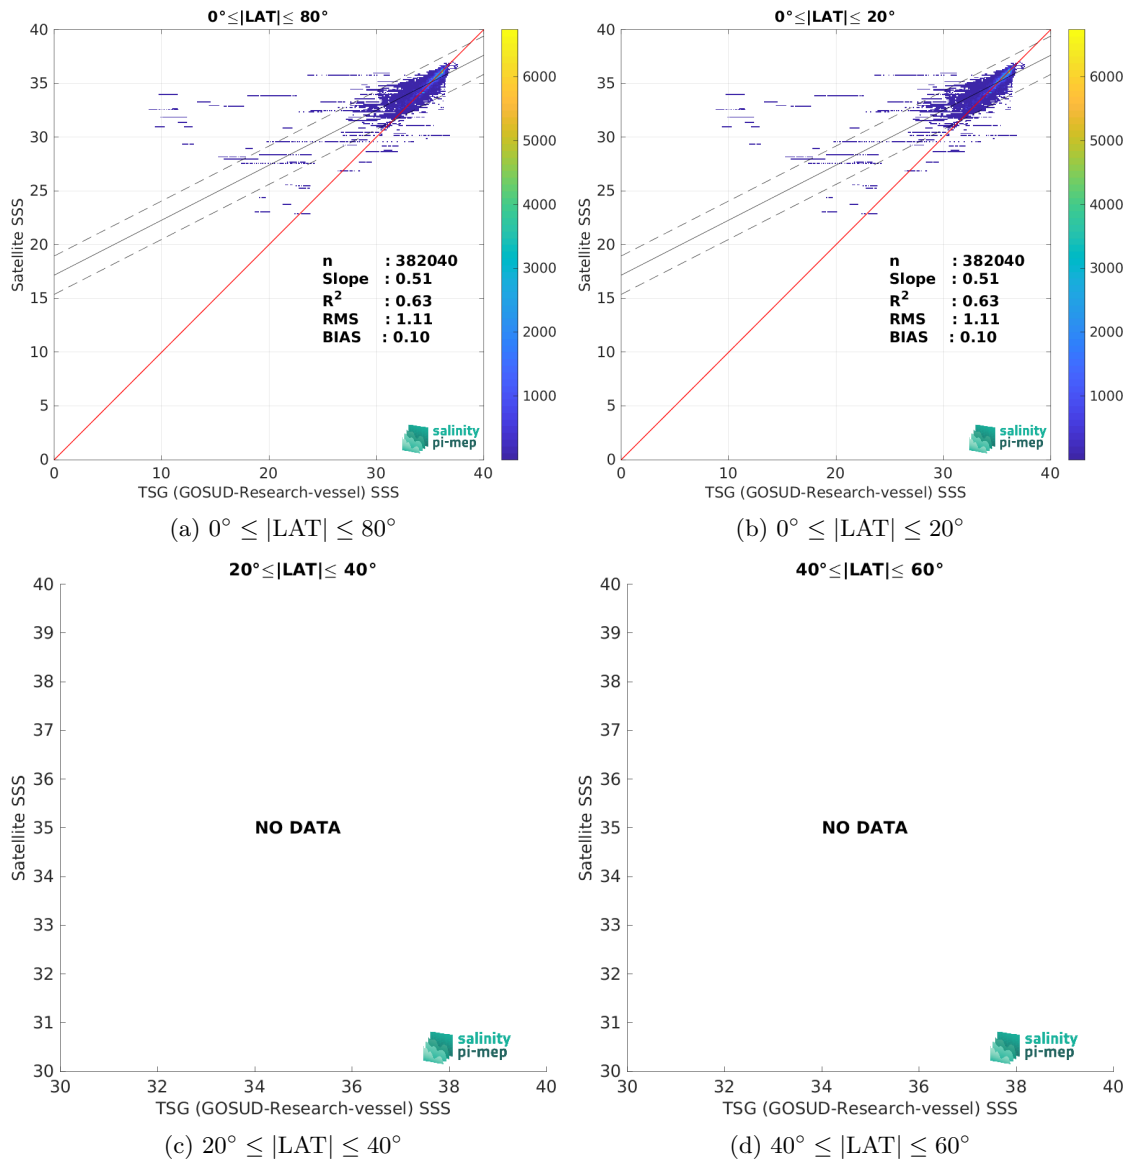 0°≤|LAT|≤ 80°
40
35
30
25
20
15
10
5
0
Satellite SSS
n : 382040
Slope : 0.51
R² : 0.63
RMS : 1.11
BIAS : 0.10
salinity
pi-mep
0 10 20 30 40
TSG (GOSUD-Research-vessel) SSS
6000
5000
4000
3000
2000
1000
(a) 0° ≤ |LAT| ≤ 80°
0°≤|LAT|≤ 20°
40
35
30
25
20
15
10
5
0
Satellite SSS
n : 382040
Slope : 0.51
R² : 0.63
RMS : 1.11
BIAS : 0.10
salinity
pi-mep
0 10 20 30 40
TSG (GOSUD-Research-vessel) SSS
6000
5000
4000
3000
2000
1000
(b) 0° ≤ |LAT| ≤ 20°
20°≤|LAT|≤ 40°
40
39
38
37
36
35
34
33
32
31
30
Satellite SSS
NO DATA
salinity
pi-mep
30 32 34 36 38 40
TSG (GOSUD-Research-vessel) SSS
(c) 20° ≤ |LAT| ≤ 40°
40°≤|LAT|≤ 60°
40
39
38
37
36
35
34
33
32
31
30
Satellite SSS
NO DATA
salinity
pi-mep
30 32 34 36 38 40
TSG (GOSUD-Research-vessel) SSS
(d) 40° ≤ |LAT| ≤ 60°